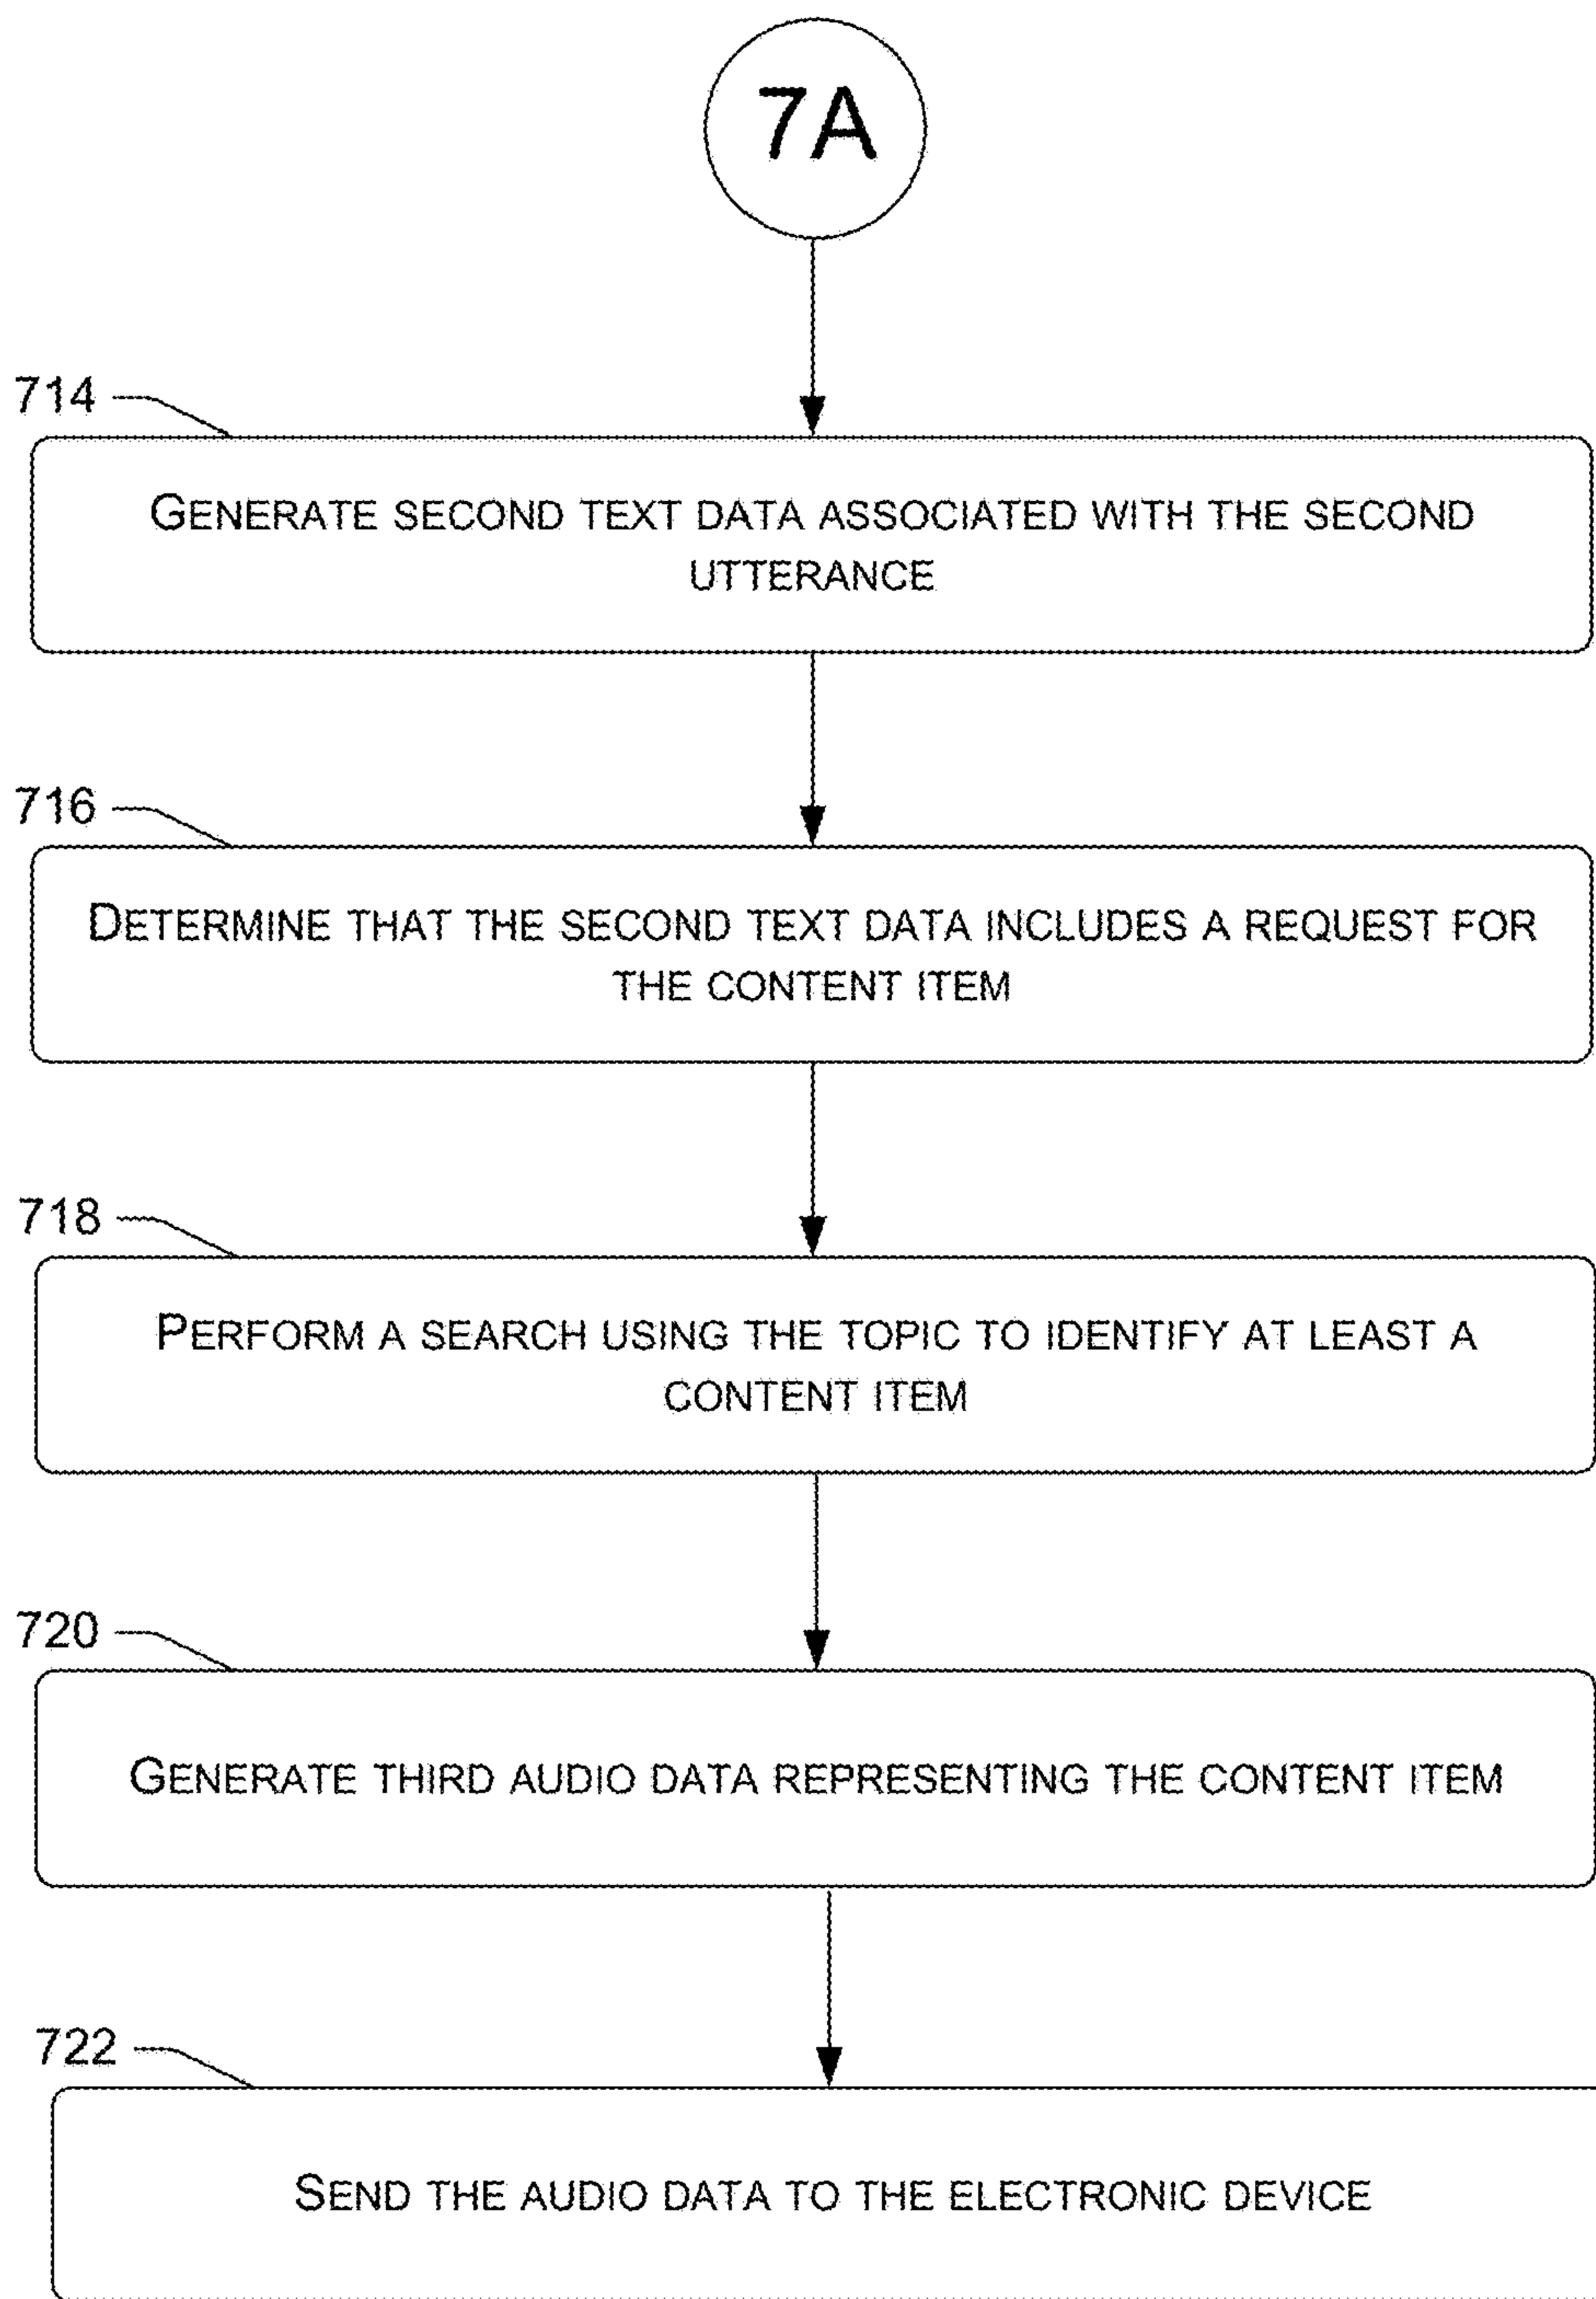 7A
714
GENERATE SECOND TEXT DATA ASSOCIATED WITH THE SECOND
UTTERANCE
716
DETERMINE THAT THE SECOND TEXT DATA INCLUDES A REQUEST FOR
THE CONTENT ITEM
718
PERFORM A SEARCH USING THE TOPIC TO IDENTIFY AT LEAST A
CONTENT ITEM
720
GENERATE THIRD AUDIO DATA REPRESENTING THE CONTENT ITEM
722
SEND THE AUDIO DATA TO THE ELECTRONIC DEVICE